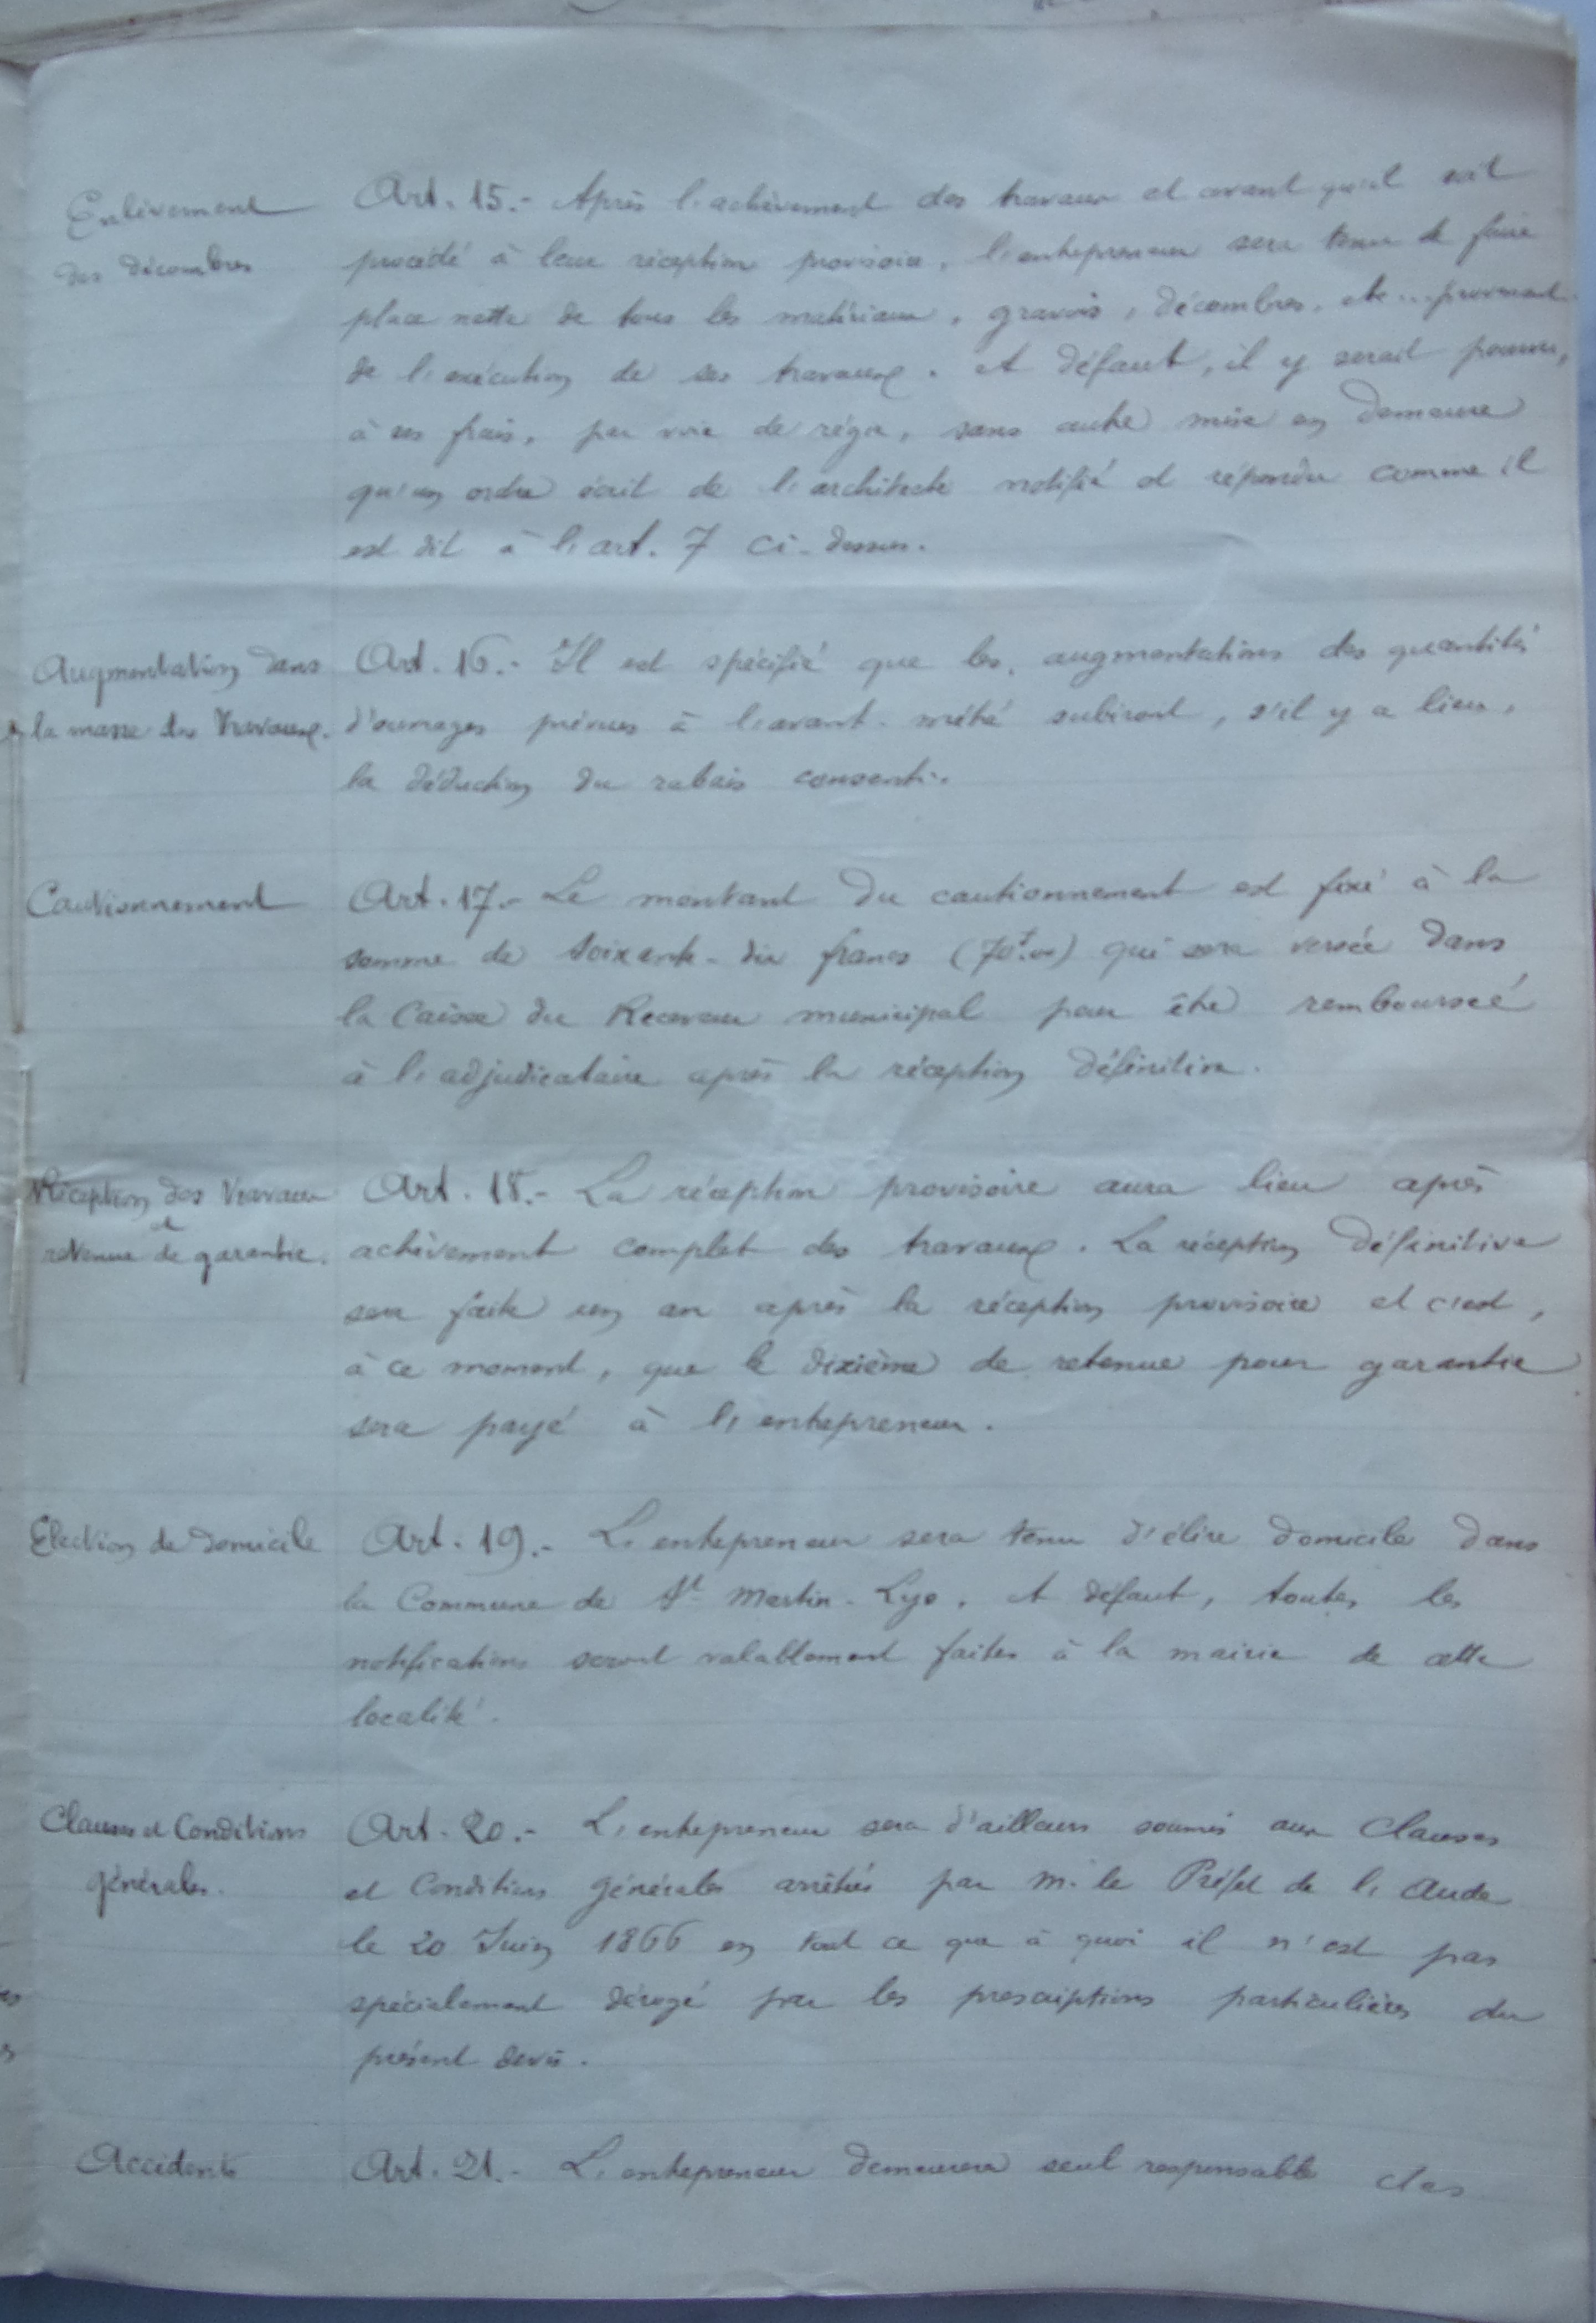 Enlèvement
des décombres
Art. 15.- Après l'achèvement des travaux et avant qu'il soit
procédé à leur réception provisoire, l'entrepreneur sera tenu de faire
place nette de tous les matériaux, gravois, décombres, etc... provenant
de l'exécution de ses travaux. A défaut, il y serait pourvu,
à ses frais, par voie de régie, sans autre mise en demeure
qu'un ordre écrit de l'architecte notifié et répondu comme il
est dit à l'art. 7 ci-dessus.
Augmentation dans
la masse des travaux.
Art. 16.- Il est spécifié que les augmentations des quantités
d'ouvrages prévues à l'avant-métré subiront, s'il y a lieu,
la déduction du rabais consenti.
Cautionnement
Art. 17.- Le montant du cautionnement est fixé à la
somme de soixante-dix francs (70f.00) qui sera versée dans
la Caisse du Receveur municipal pour être remboursée
à l'adjudicataire après la réception définitive.
Réception des travaux
et
retenue de garantie.
Art. 18.- La réception provisoire aura lieu après
achèvement complet des travaux. La réception définitive
sera faite un an après la réception provisoire et c'est,
à ce moment, que le dixième de retenue pour garantie
sera payé à l'entrepreneur.
Election de domicile
Art. 19.- L'entrepreneur sera tenu d'élire domicile dans
la Commune de St Martin-Lys. A défaut, toutes les
notifications seront valablement faites à la mairie de cette
localité.
Clauses et Conditions
générales.
Art. 20.- L'entrepreneur sera d'ailleurs soumis aux Clauses
et Conditions générales arrêtés par M. le Préfet de l'Aude
le 20 Juin 1866 en tout ce que à quoi il n'est pas
spécialement dérogé par les prescriptions particulières du
présent devis.
Accidents
Art. 21.- L'entrepreneur demeurera seul responsable des